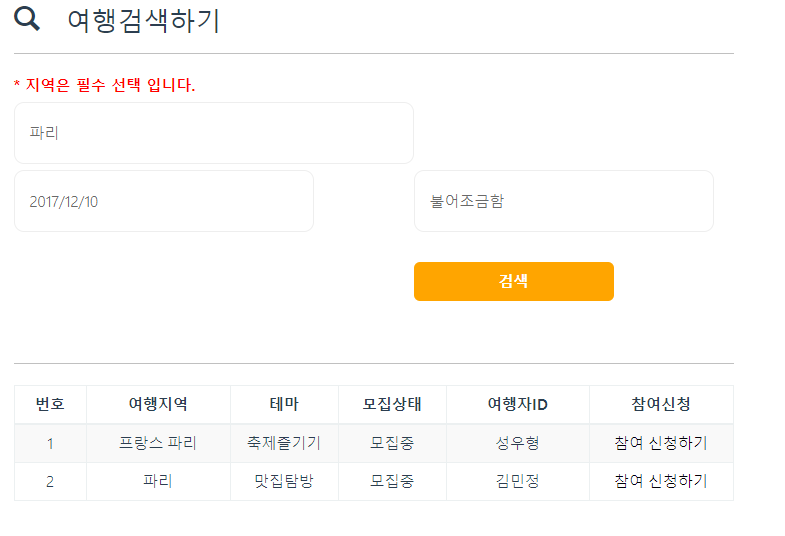 여행검색하기
* 지역은 필수 선택 입니다.
파리
2017/12/10 불어조금함
검색
번호 여행지역 테마 모집상태 여행자ID 참여신청
1 프랑스 파리 축제즐기기 모집중 성우형 참여 신청하기
2 파리 맛집탐방 모집중 김민정 참여 신청하기